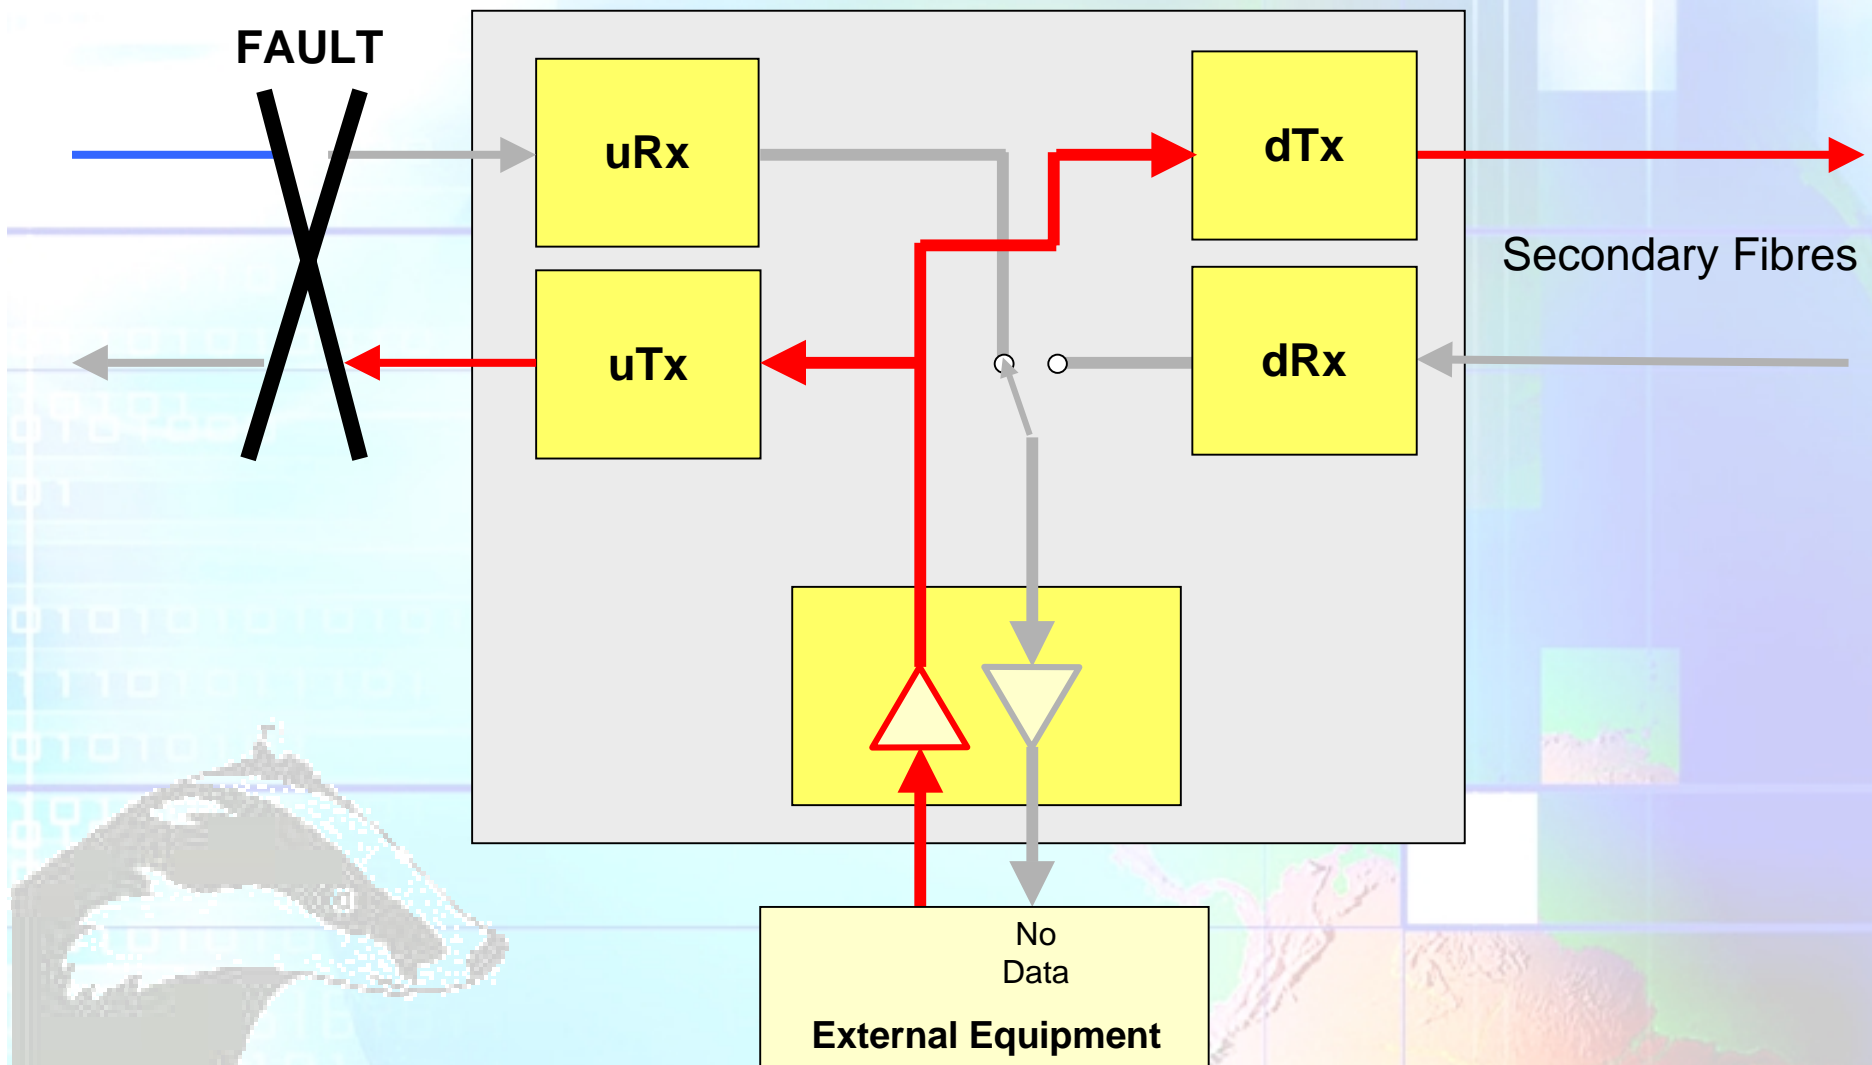 FAULT
uRx
dTx
Secondary Fibres
uTx
dRx
No
Data
External Equipment